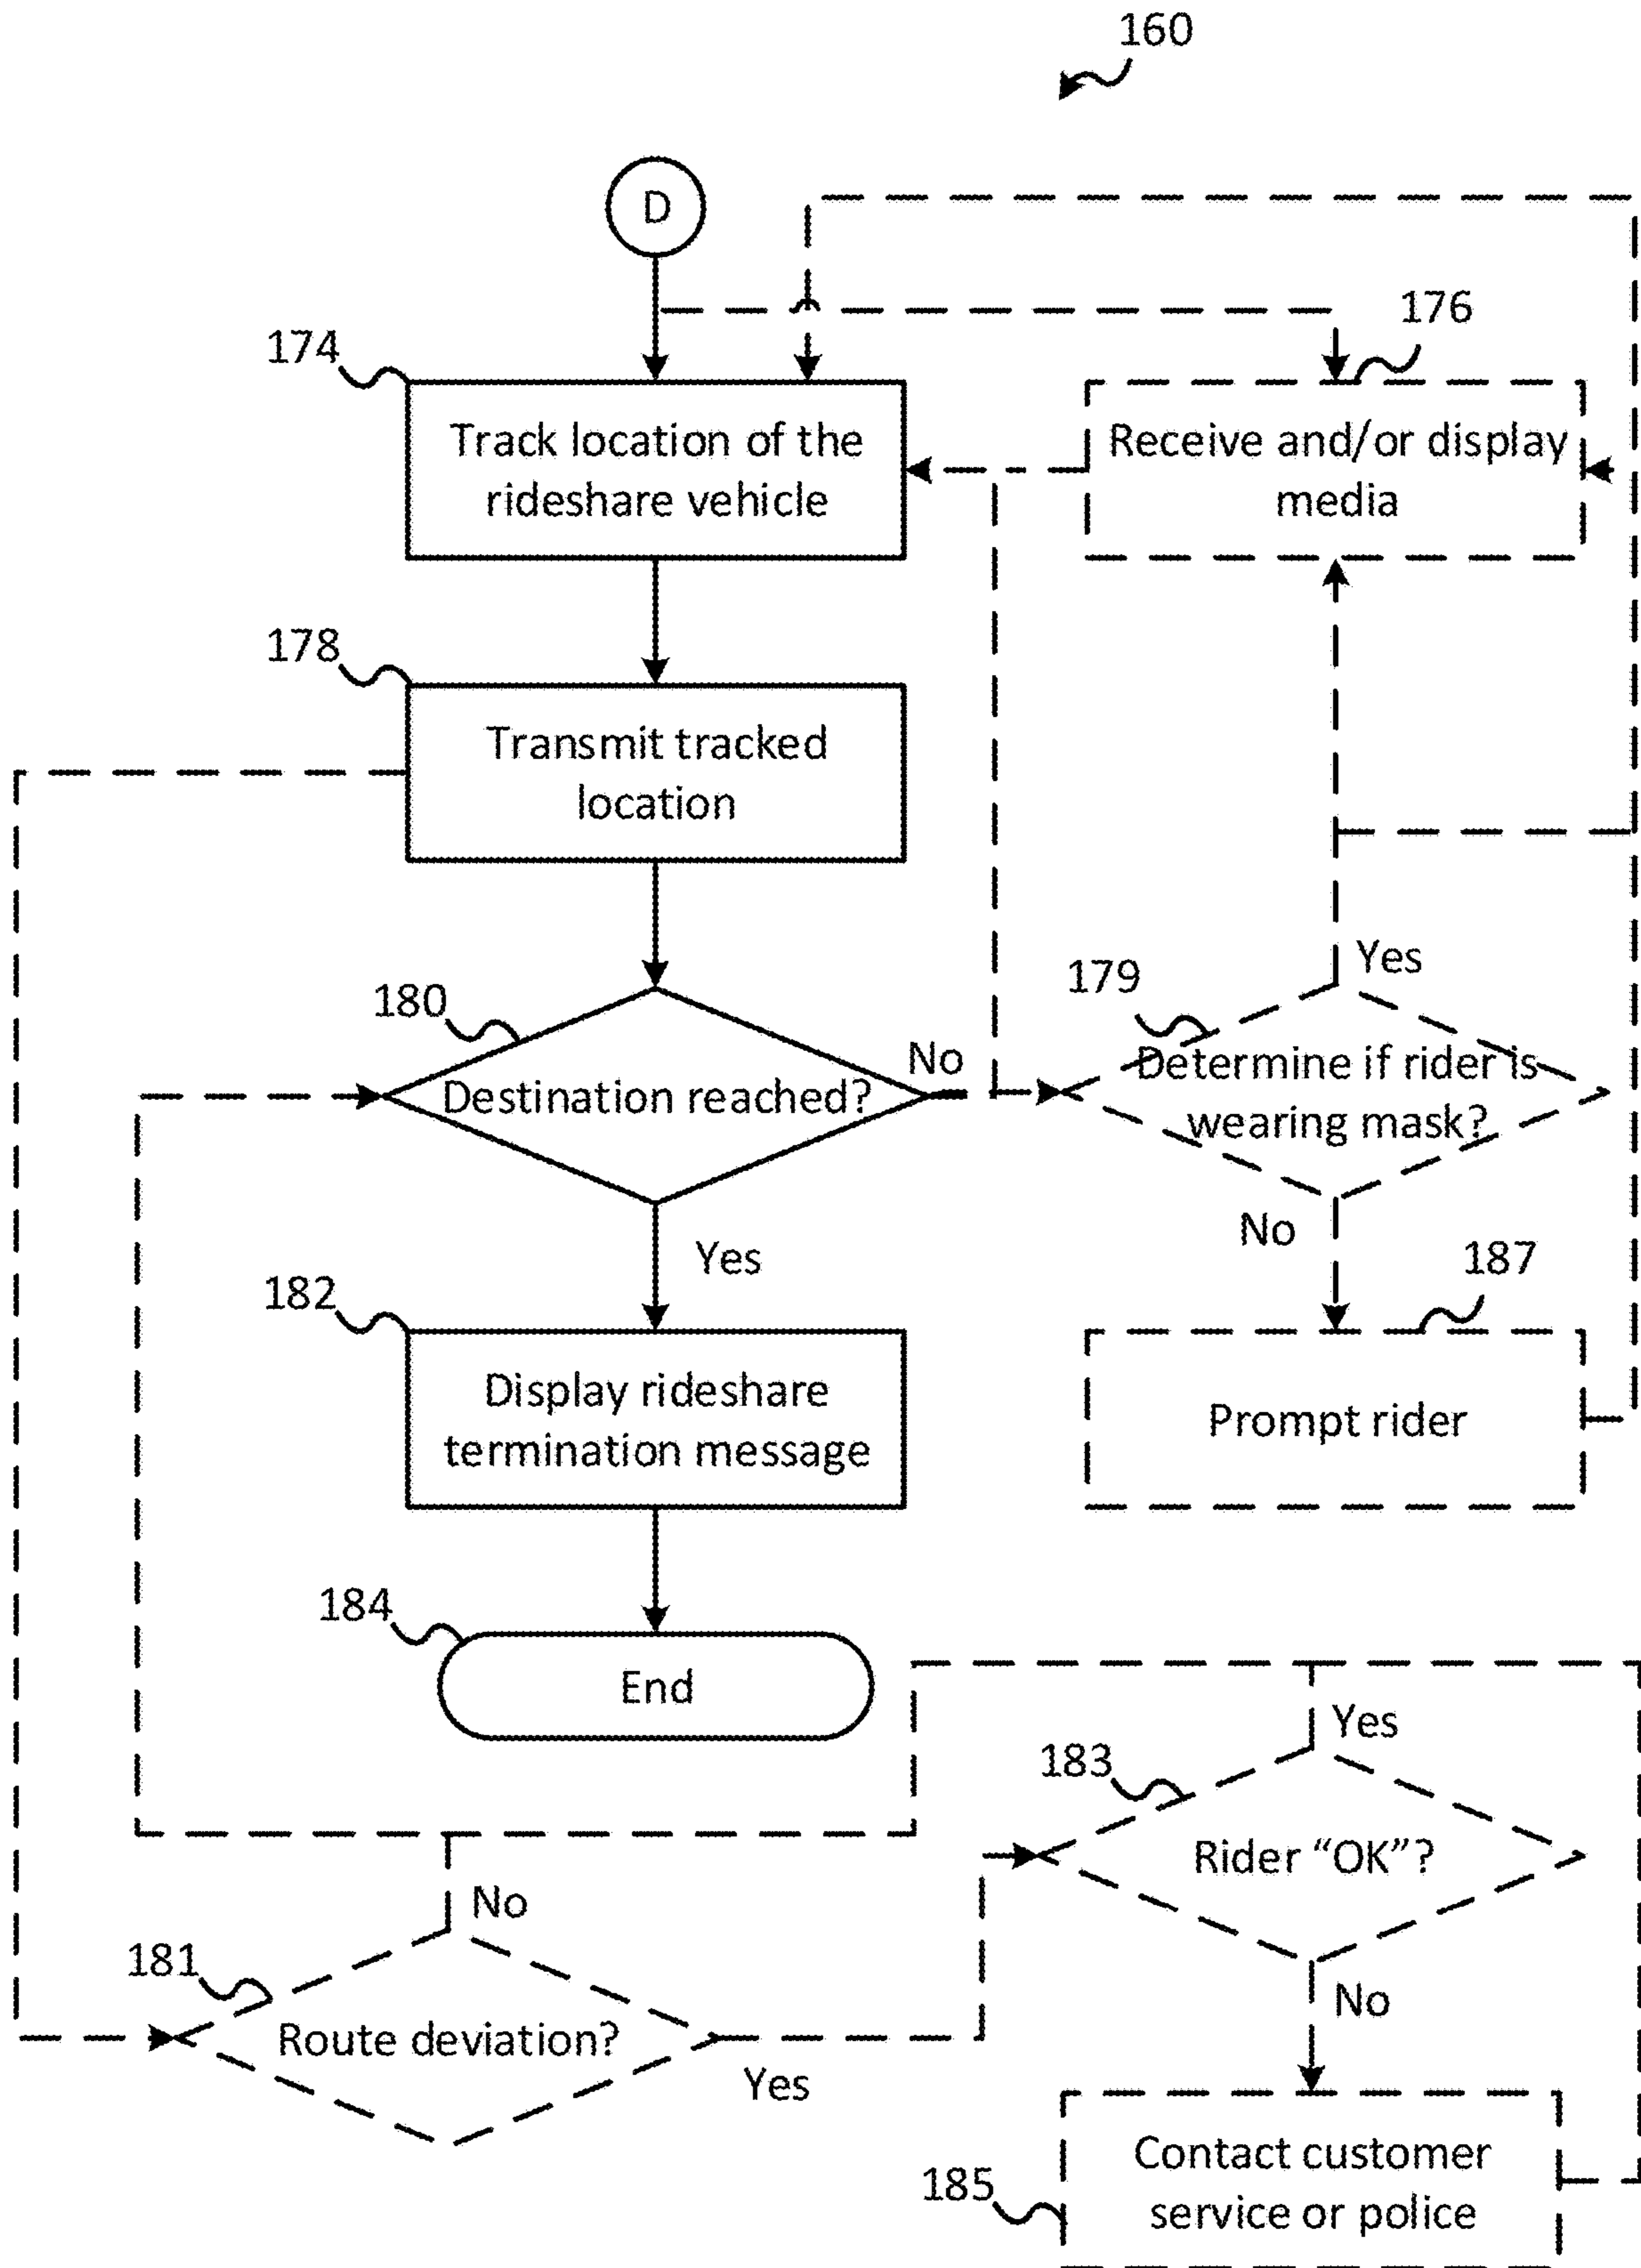 160
D
174
176
Track location of the
rideshare vehicle
Receive and/or display
media
178
Transmit tracked
location
180
Destination reached?
No
179
Yes
Determine if rider is
wearing mask?
No
Yes
182
187
Display rideshare
termination message
Prompt rider
184
End
183
Yes
Rider “OK”?
No
181
No
Route deviation?
Yes
185
Contact customer
service or police